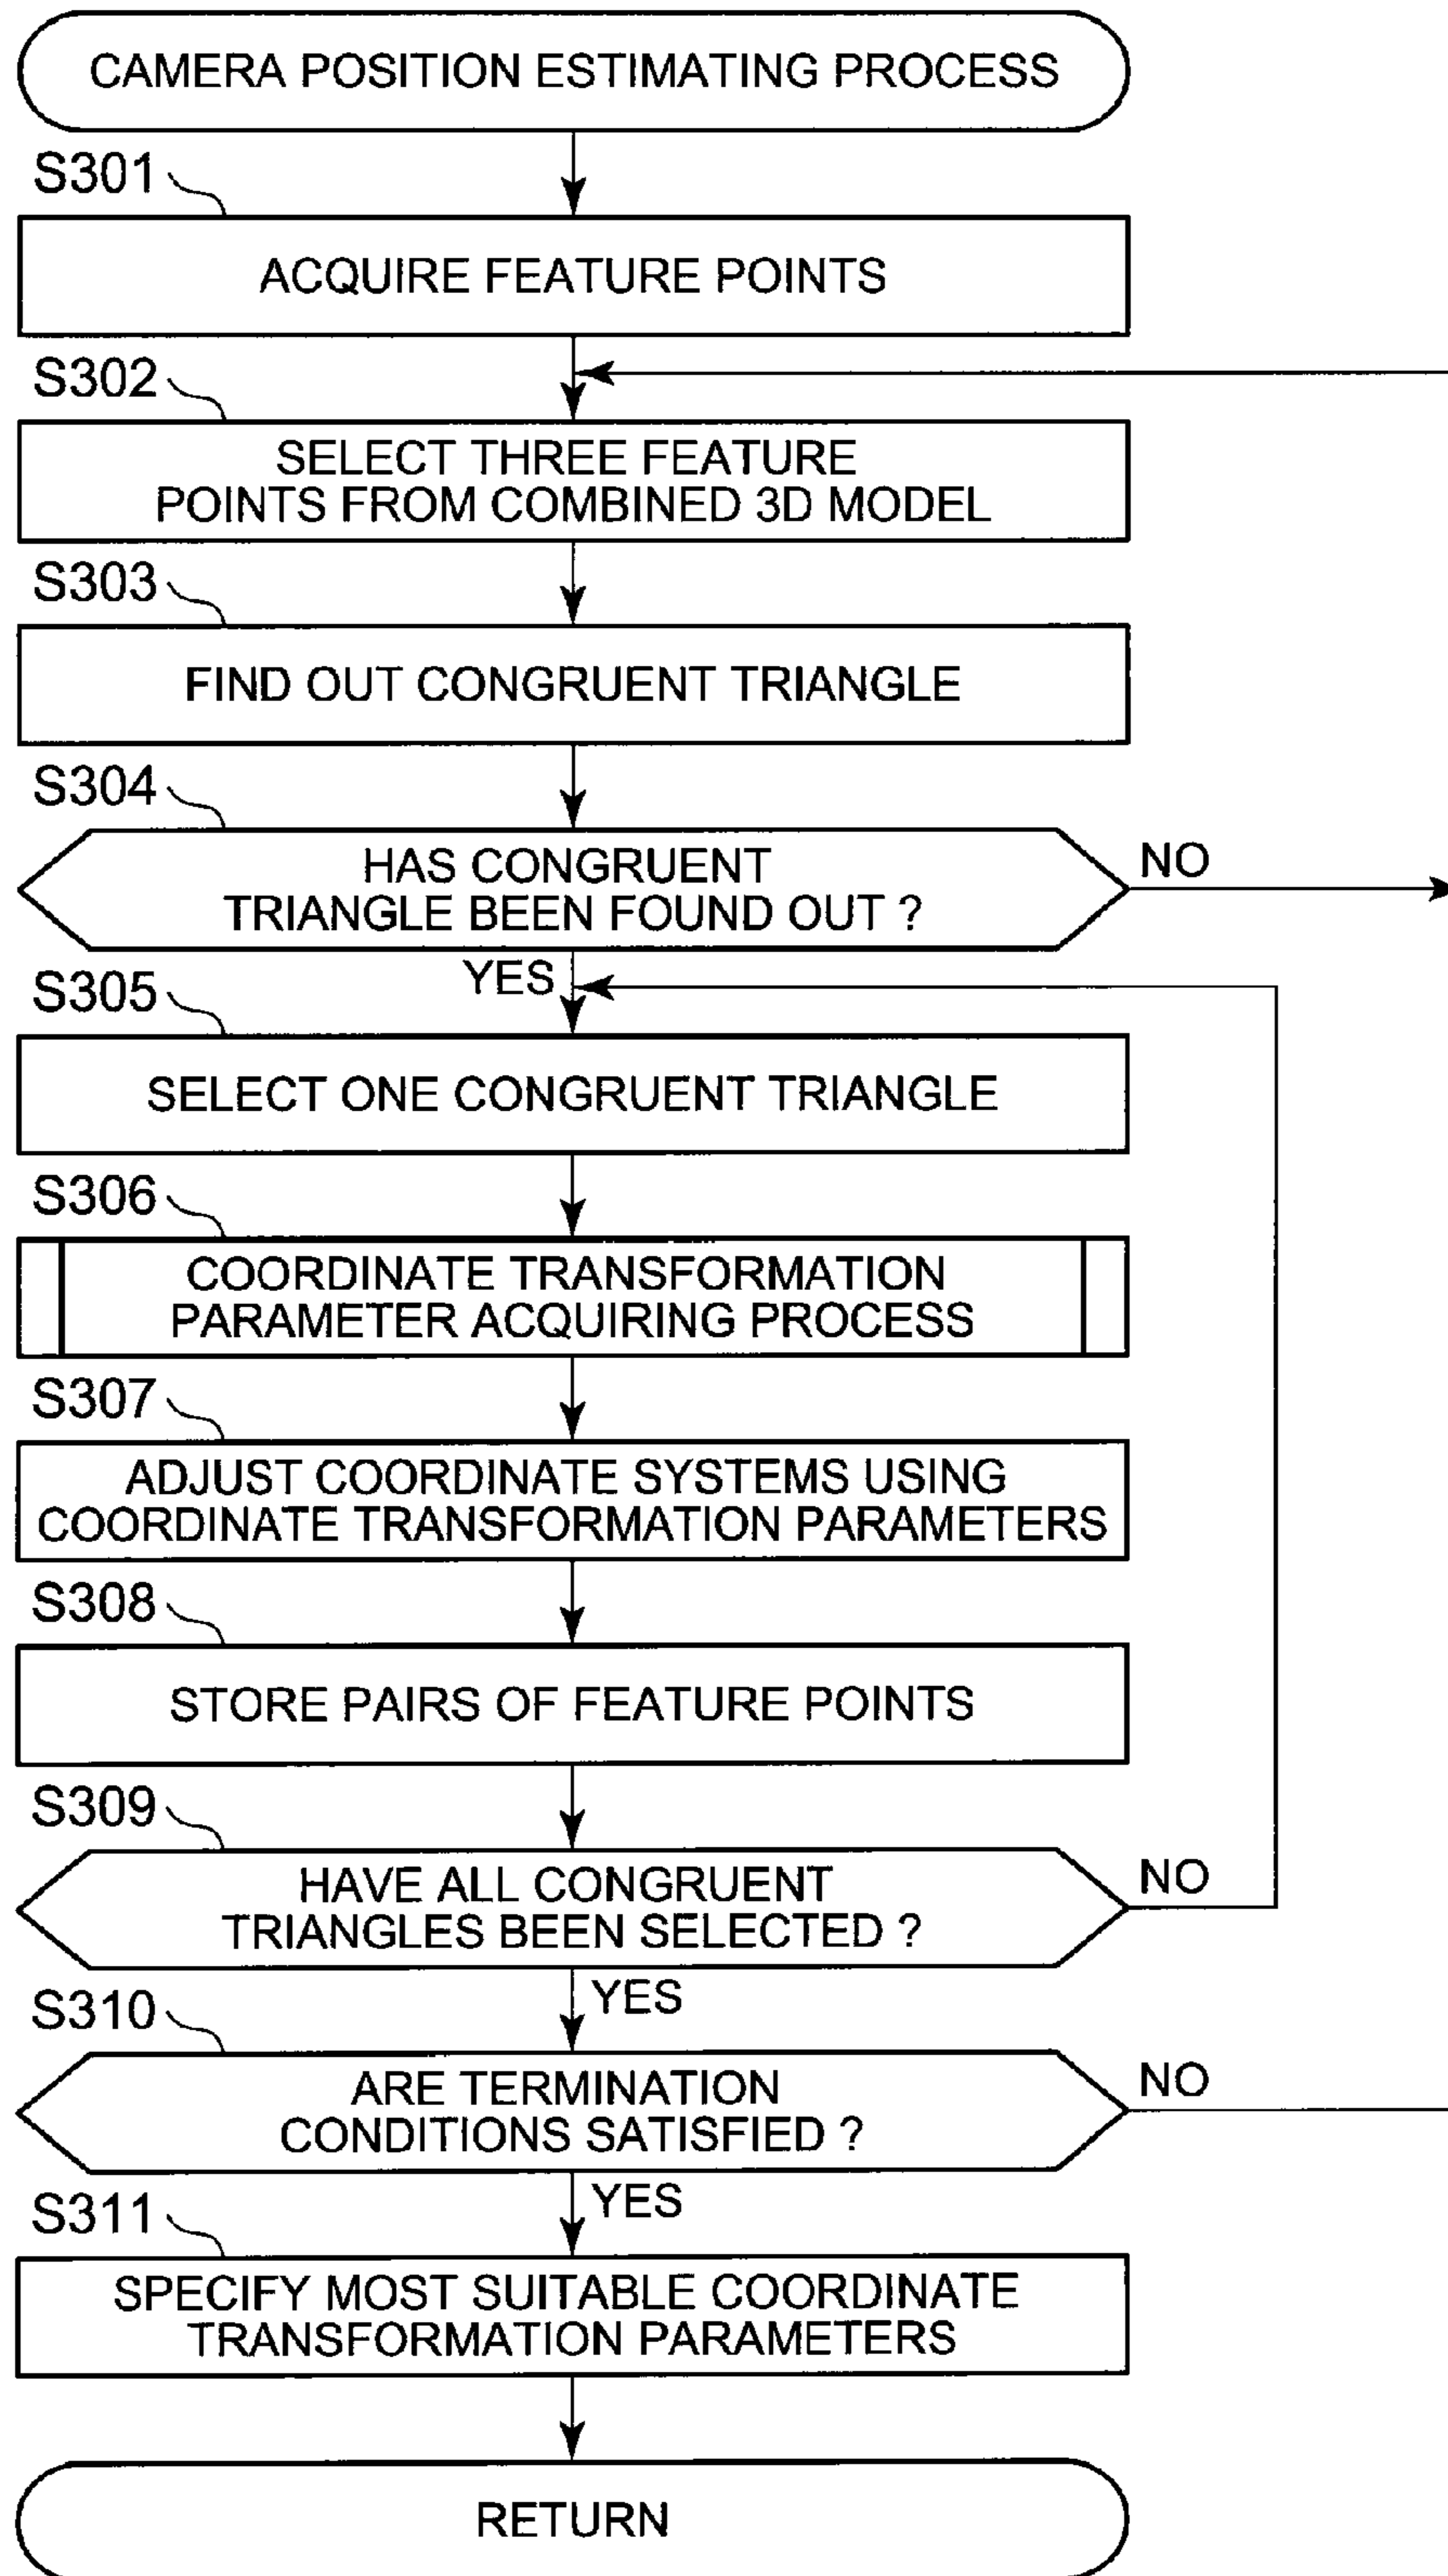 CAMERA POSITION ESTIMATING PROCESS
S301
ACQUIRE FEATURE POINTS
S302
SELECT THREE FEATURE
POINTS FROM COMBINED 3D MODEL
S303
FIND OUT CONGRUENT TRIANGLE
S304
HAS CONGRUENT
TRIANGLE BEEN FOUND OUT ?
NO
YES
S305
SELECT ONE CONGRUENT TRIANGLE
S306
COORDINATE TRANSFORMATION
PARAMETER ACQUIRING PROCESS
S307
ADJUST COORDINATE SYSTEMS USING
COORDINATE TRANSFORMATION PARAMETERS
S308
STORE PAIRS OF FEATURE POINTS
S309
HAVE ALL CONGRUENT
TRIANGLES BEEN SELECTED ?
NO
YES
S310
ARE TERMINATION
CONDITIONS SATISFIED ?
NO
YES
S311
SPECIFY MOST SUITABLE COORDINATE
TRANSFORMATION PARAMETERS
RETURN